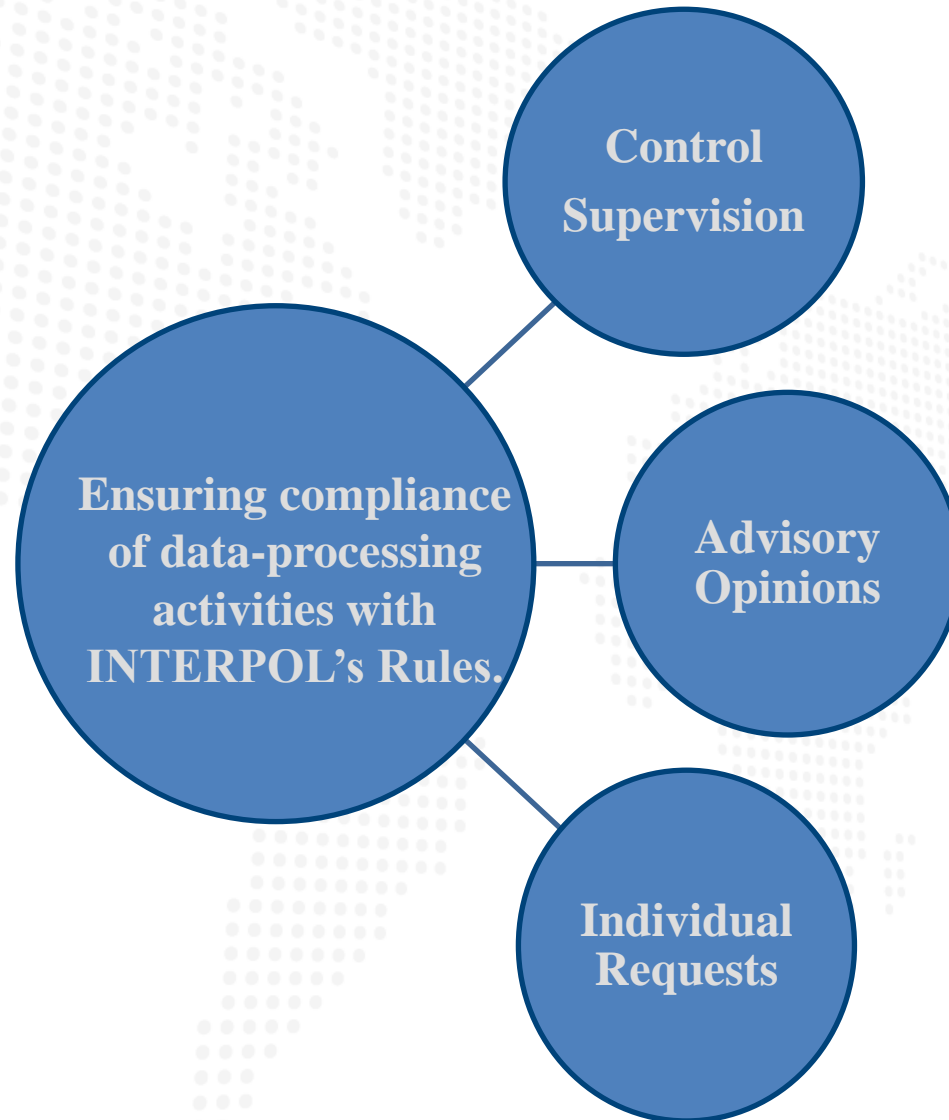 Control
Supervision
Ensuring compliance
of data-processing
activities with
INTERPOL’s Rules.
Advisory
Opinions
Individual
Requests